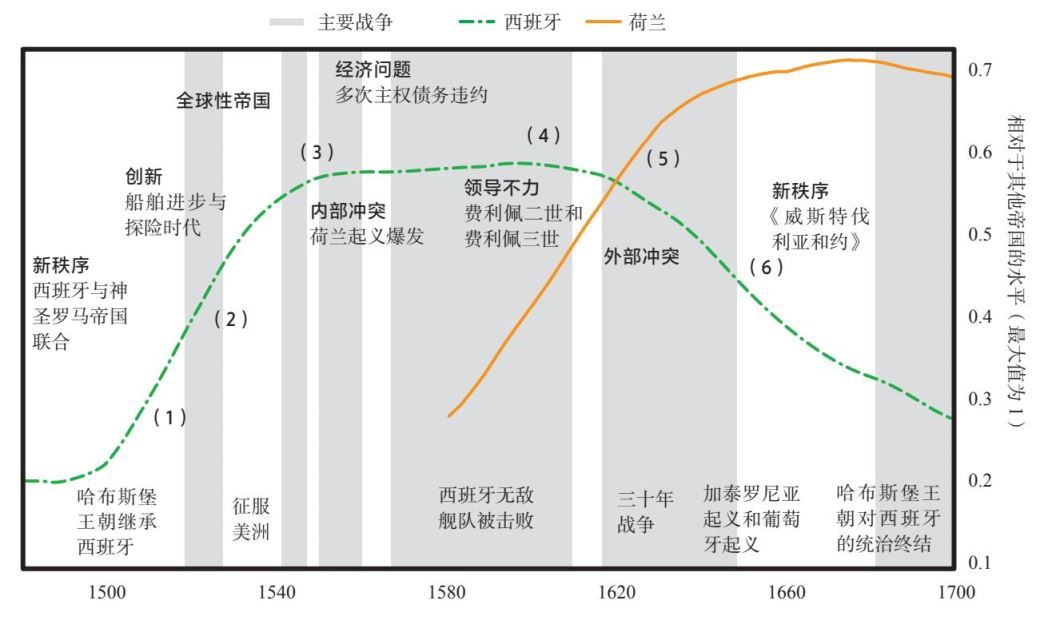 主要战争
西班牙
荷兰
经济问题
多次主权债务违约
全球性帝国
（4）
（3）
（5）
创新
船舶进步与
探险时代
领导不力
费利佩二世和
费利佩三世
新秩序
《威斯特伐
利亚和约》
内部冲突
荷兰起义爆发
外部冲突
（6）
新秩序
西班牙与神
圣罗马帝国
联合
（2）
（1）
哈布斯堡
王朝继承
西班牙
征服
美洲
西班牙无敌
舰队被击败
三十年
战争
加泰罗尼亚
起义和葡萄
牙起义
哈布斯堡王
朝对西班牙
的统治终结
0.7
0.6
0.5
0.4
0.3
0.2
0.1
相对于其他帝国的水平（最大值为1）
1500
1540
1580
1620
1660
1700